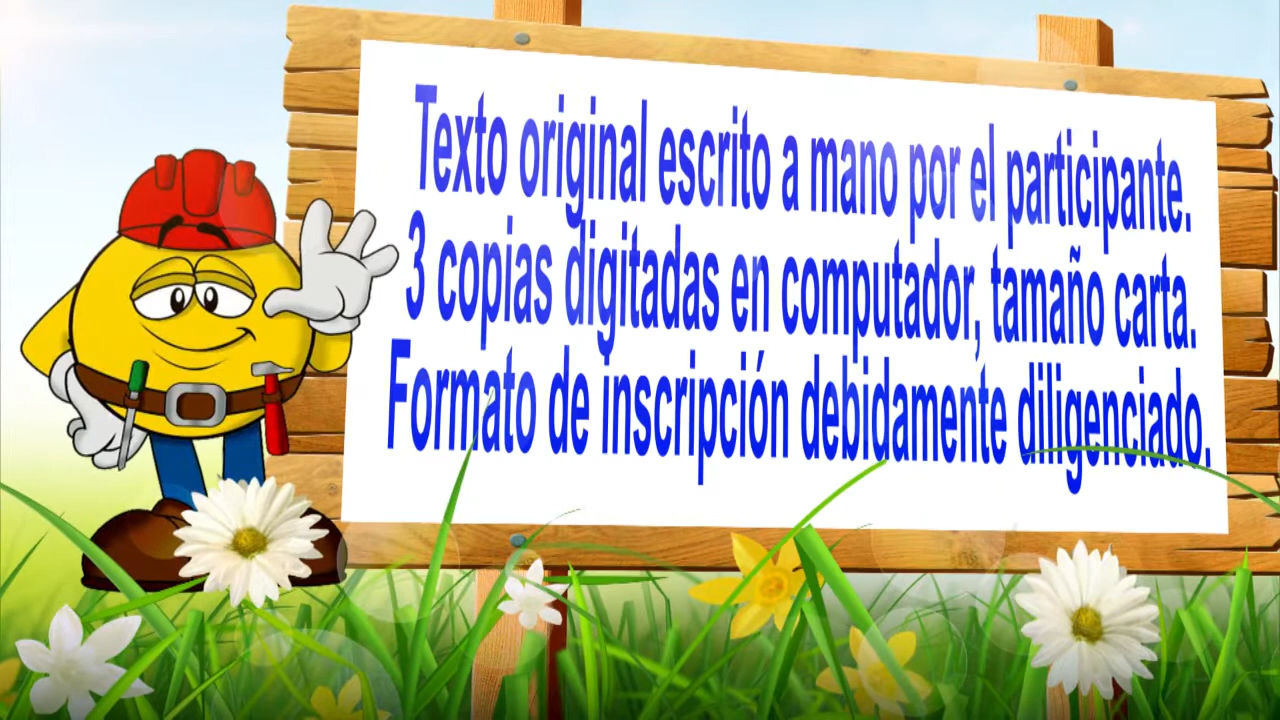 Texto original escrito a mano por el participante.
3 copias digitadas en computador, tamaño carta.
Formato de inscripción debidamente diligenciado.